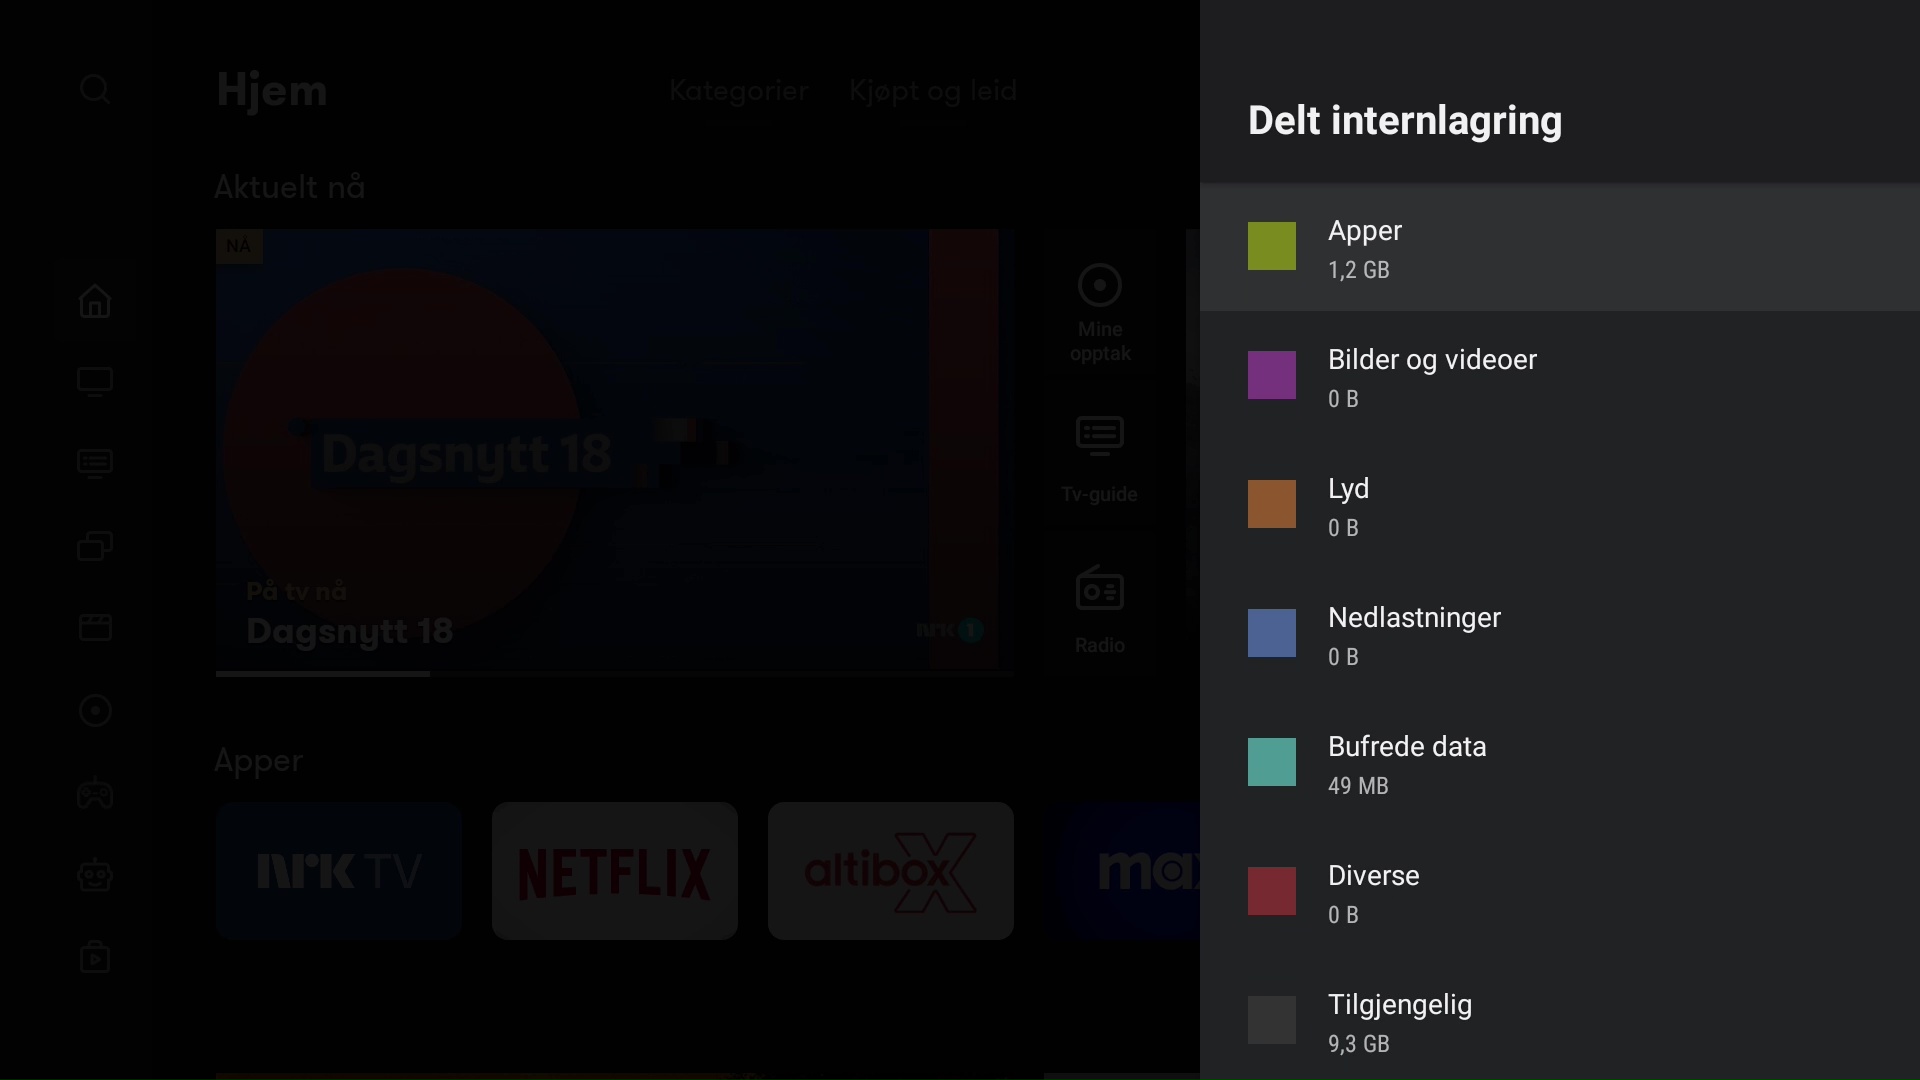 Hjem
Kategorier
Kjøpt og leid
Aktuelt nå
NÅ
Dagsnytt 18
På tv nå
Dagsnytt 18
nrk 1
Mine
opptak
Tv-guide
Radio
Apper
nrk TV
NETFLIX
altibox X
max
Delt internlagring
Apper
1,2 GB
Bilder og videoer
0 B
Lyd
0 B
Nedlastninger
0 B
Bufrede data
49 MB
Diverse
0 B
Tilgjengelig
9,3 GB